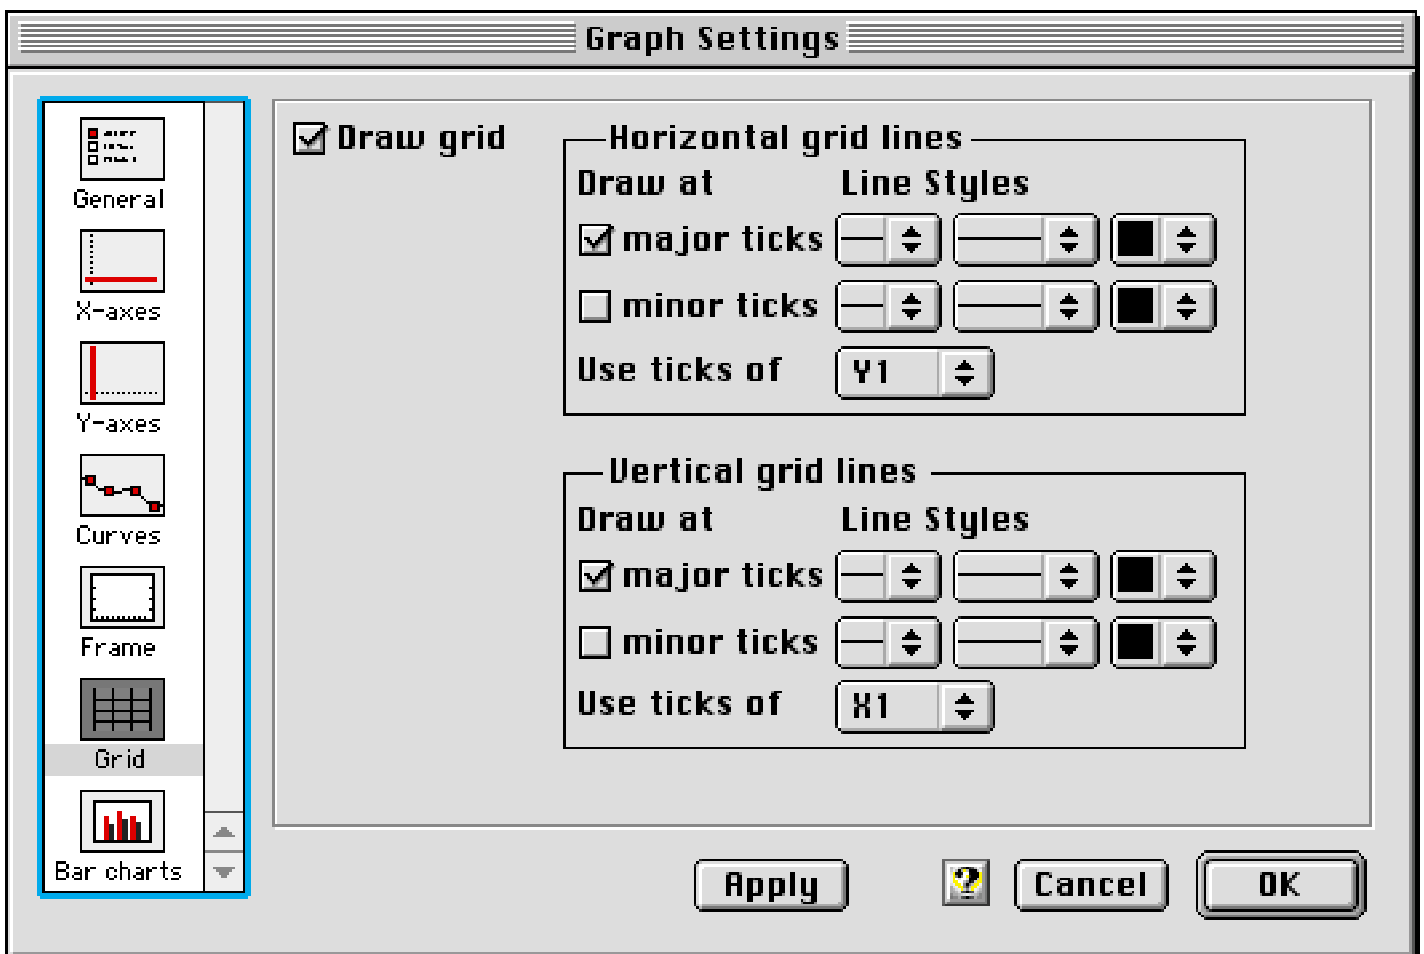 Graph Settings
General
X-axes
Y-axes
Curves
Frame
Grid
Bar charts
Draw grid
Horizontal grid lines
Draw at Line Styles
major ticks
minor ticks
Use ticks of Y1
Vertical grid lines
Draw at Line Styles
major ticks
minor ticks
Use ticks of X1
Apply ? Cancel OK